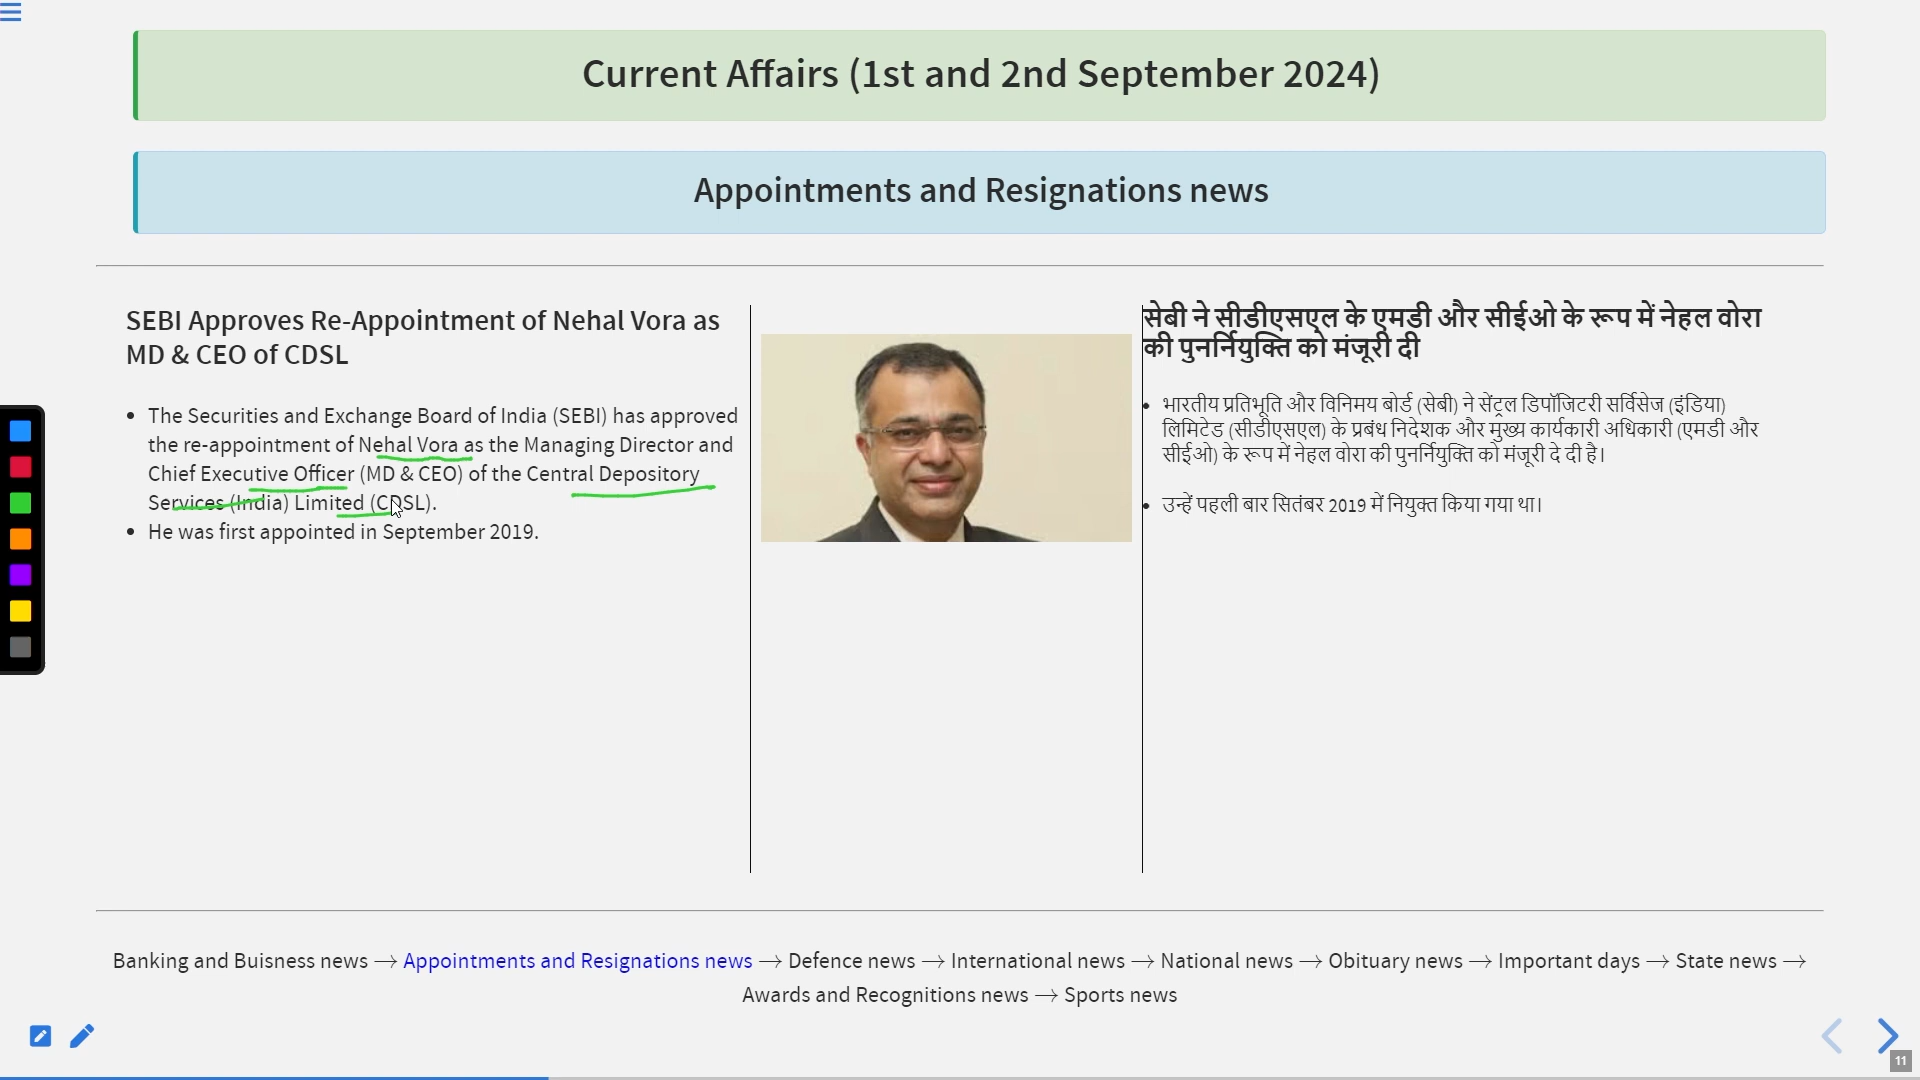 Current Affairs (1st and 2nd September 2024)
Appointments and Resignations news
SEBI Approves Re-Appointment of Nehal Vora as
MD & CEO of CDSL
• The Securities and Exchange Board of India (SEBI) has approved
the re-appointment of Nehal Vora as the Managing Director and
Chief Executive Officer (MD & CEO) of the Central Depository
Services (India) Limited (CDSL).
• He was first appointed in September 2019.
सेबी ने सीडीएसएल के एमडी और सीईओ के रूप में नेहल वोरा
की पुनर्नियुक्ति को मंजूरी दी
• भारतीय प्रतिभूति और विनिमय बोर्ड (सेबी) ने सेंट्रल डिपॉजिटरी सर्विसेज (इंडिया)
लिमिटेड (सीडीएसएल) के प्रबंध निदेशक और मुख्य कार्यकारी अधिकारी (एमडी और
सीईओ) के रूप में नेहल वोरा की पुनर्नियुक्ति को मंजूरी दे दी है।
• उन्हें पहली बार सितंबर 2019 में नियुक्त किया गया था।
Banking and Buisness news → Appointments and Resignations news → Defence news → International news → National news → Obituary news → Important days → State news →
Awards and Recognitions news → Sports news
11